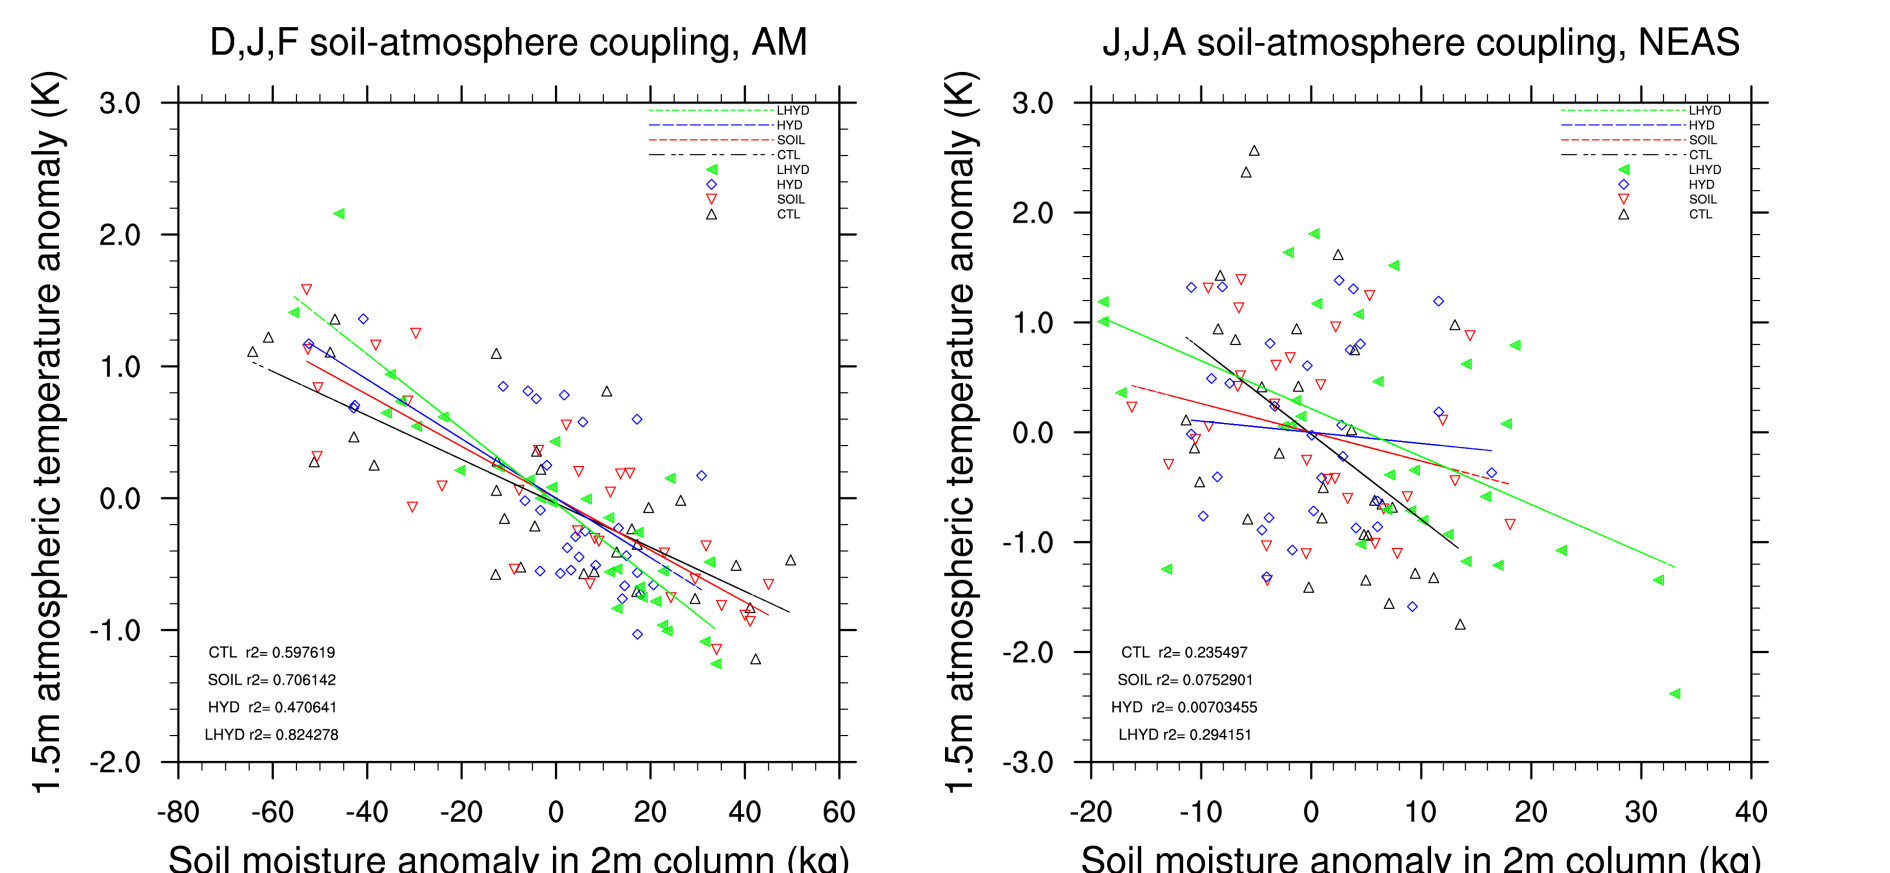 D,J,F soil-atmosphere coupling, AM
1.5m atmospheric temperature anomaly (K)
3.0
2.0
1.0
0.0
-1.0
-2.0
LHYD
HYD
SOIL
CTL
LHYD
HYD
SOIL
CTL
CTL r2= 0.597619
SOIL r2= 0.706142
HYD r2= 0.470641
LHYD r2= 0.824278
-80 -60 -40 -20 0 20 40 60
Soil moisture anomaly in 2m column (kg)
J,J,A soil-atmosphere coupling, NEAS
1.5m atmospheric temperature anomaly (K)
3.0
2.0
1.0
0.0
-1.0
-2.0
-3.0
LHYD
HYD
SOIL
CTL
LHYD
HYD
SOIL
CTL
CTL r2= 0.235497
SOIL r2= 0.0752901
HYD r2= 0.00703455
LHYD r2= 0.294151
-20 -10 0 10 20 30 40
Soil moisture anomaly in 2m column (kg)